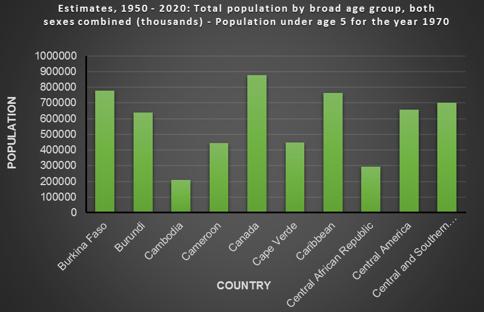 Estimates, 1950 - 2020: Total population by broad age group, both
sexes combined (thousands) - Population under age 5 for the year 1970
POPULATION
1000000
900000
800000
700000
600000
500000
400000
300000
200000
100000
0
Burkina Faso
Burundi
Cambodia
Cameroon
Canada
Cape Verde
Caribbean
Central African Republic
Central America
Central and Southern...
COUNTRY